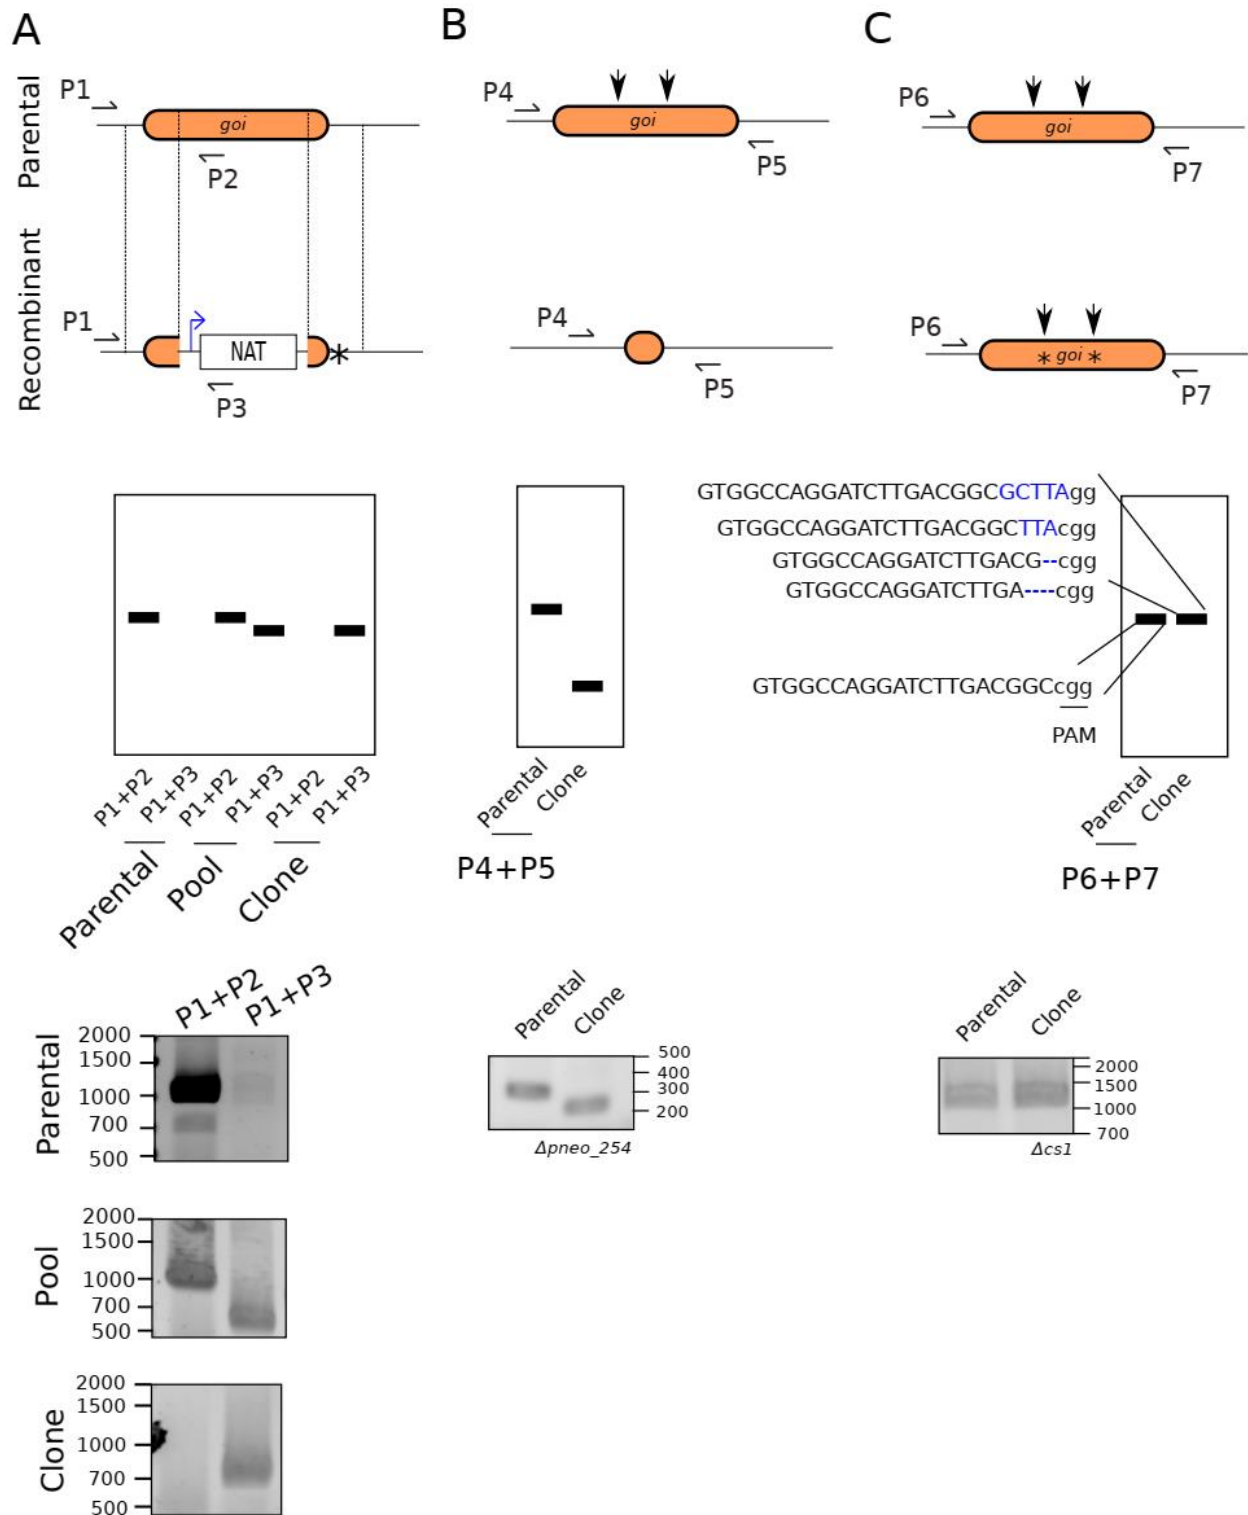 A
B
C
Parental
P1
goi
P2
P4
goi
P5
P6
goi
P7
Recombinant
P1
NAT
*
P3
P4
P5
P6
* goi *
P7
GTGGCCAGGATCTTGACGGCGCTTAgg
GTGGCCAGGATCTTGACGGCTTAcgg
GTGGCCAGGATCTTGACG--cgg
GTGGCCAGGATCTTGA----cgg
GTGGCCAGGATCTTGACGGCcgg
PAM
P1+P2
P1+P3
P1+P2
P1+P3
P1+P2
P1+P3
Parental
Pool
Clone
Parental
Clone
P4+P5
Parental
Clone
P6+P7
P1+P2
P1+P3
Parental
2000
1500
1000
700
500
Pool
2000
1500
1000
700
500
Clone
2000
1500
1000
700
500
Parental
Clone
500
400
300
200
Δpneo_254
Parental
Clone
2000
1500
1000
700
Δcs1